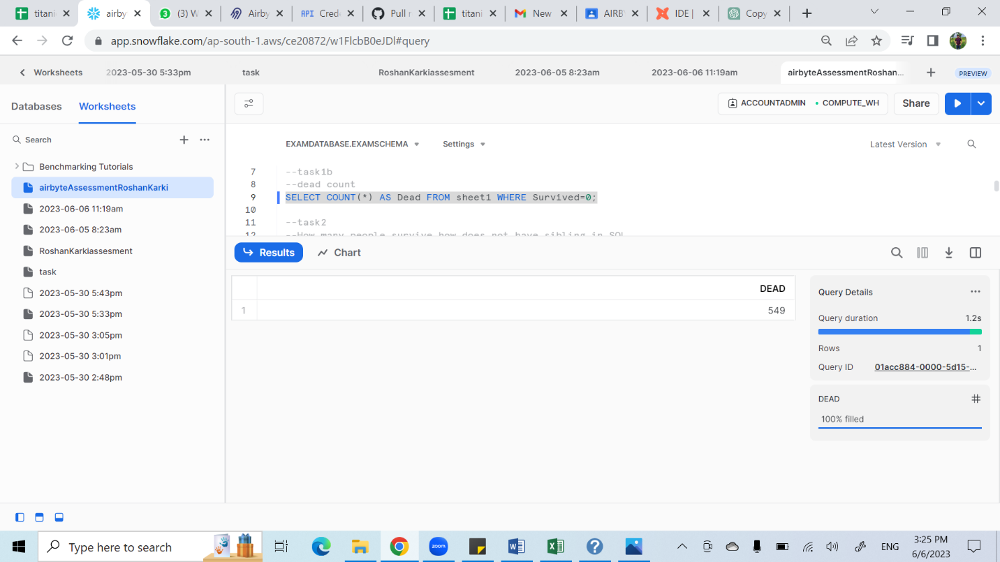 titani
airby
(3) W
Airby
API Cred
Pull r
titani
New
AIRB
IDE |
Copy
app.snowflake.com/ap-south-1.aws/ce20872/w1FlcbB0eJDl#query
Worksheets 2023-05-30 5:33pm task RoshanKarkiassesment 2023-06-05 8:23am 2023-06-06 11:19am airbyteAssessmentRoshan... PREVIEW
Databases Worksheets
ACCOUNTADMIN COMPUTE_WH Share
Search
EXAMDATABASE.EXAMSCHEMA Settings Latest Version
Benchmarking Tutorials
airbyteAssessmentRoshanKarki
2023-06-06 11:19am
2023-06-05 8:23am
RoshanKarkiassesment
task
2023-05-30 5:43pm
2023-05-30 5:33pm
2023-05-30 3:05pm
2023-05-30 3:01pm
2023-05-30 2:48pm
7 --task1b
8 --dead count
9 SELECT COUNT(*) AS Dead FROM sheet1 WHERE Survived=0;
10
11 --task2
12 --How many people survive how does not have sibling in SQL
Results Chart
DEAD
1 549
Query Details ...
Query duration 1.2s
Rows 1
Query ID 01acc884-0000-5d15-...
DEAD
100% filled
Type here to search
zoom
ENG
3:25 PM
6/6/2023